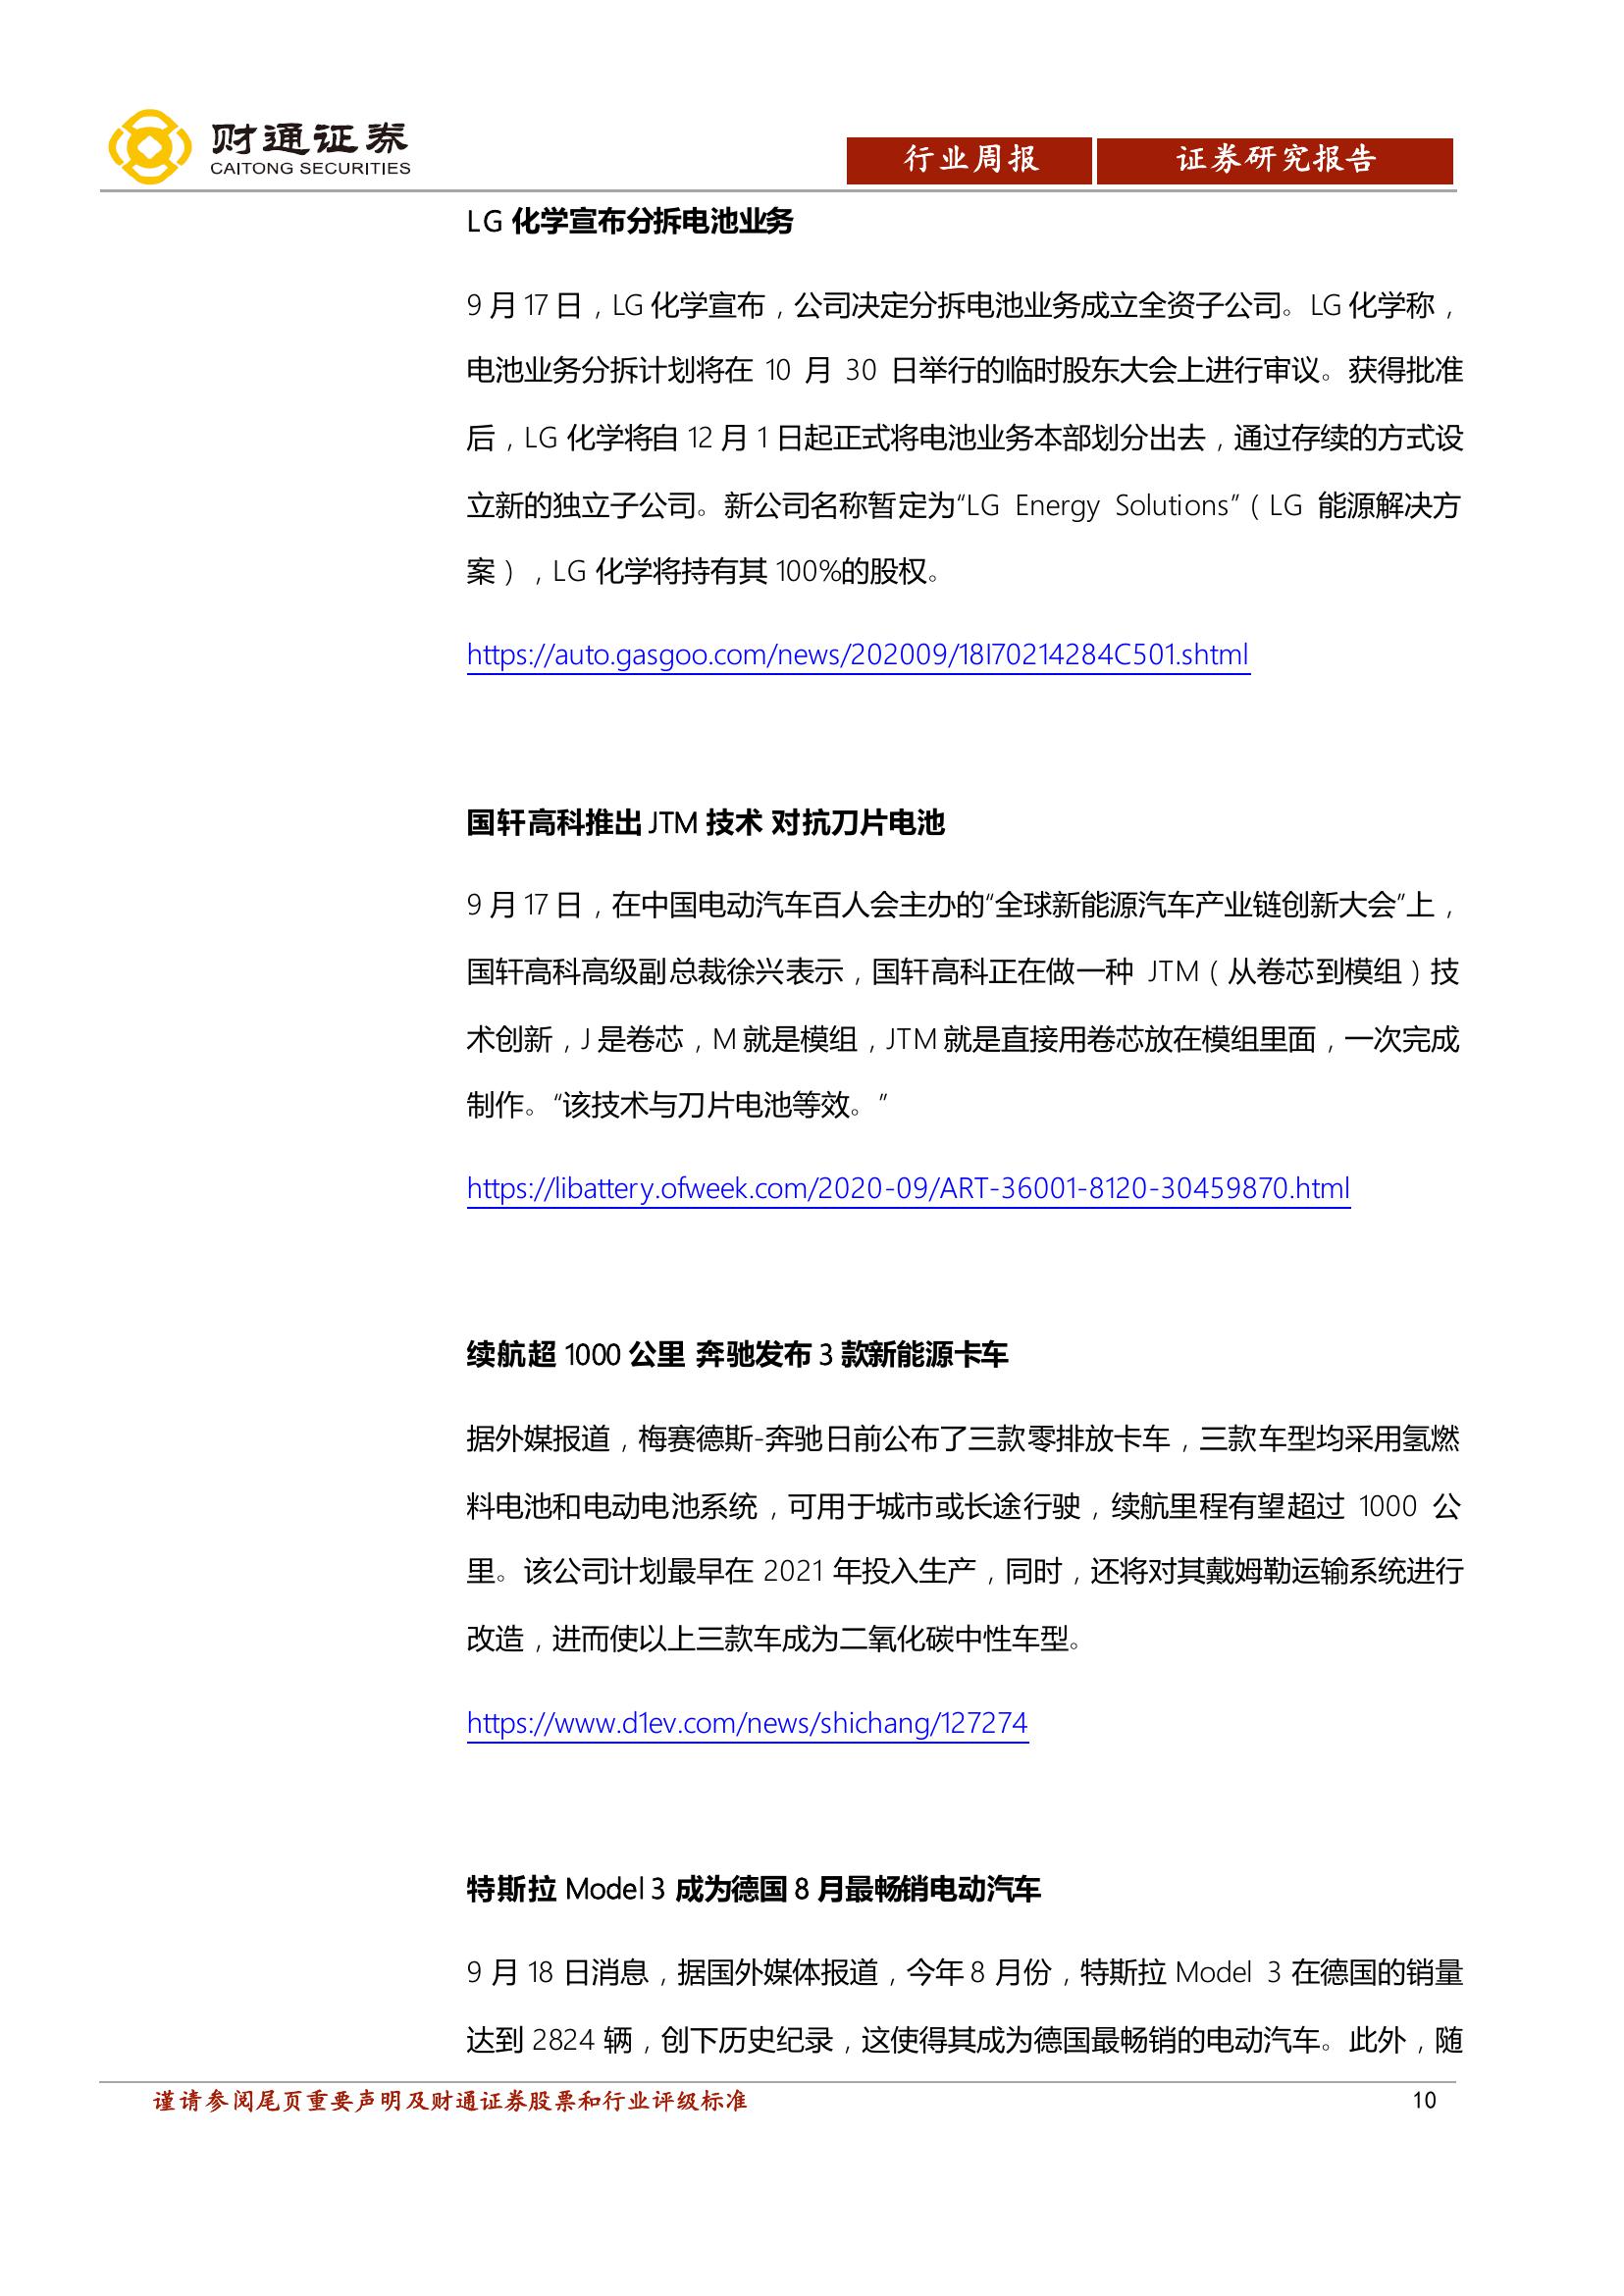 财通证券
CAITONG SECURITIES
行业周报
证券研究报告
LG 化学宣布分拆电池业务
9 月 17 日，LG 化学宣布，公司决定分拆电池业务成立全资子公司。LG 化学称，
电池业务分拆计划将在 10 月 30 日举行的临时股东大会上进行审议。获得批准
后，LG 化学将自 12 月 1 日起正式将电池业务本部划分出去，通过存续的方式设
立新的独立子公司。新公司名称暂定为“LG Energy Solutions”（LG 能源解决方
案），LG 化学将持有其 100%的股权。
https://auto.gasgoo.com/news/202009/18I70214284C501.shtml
国轩高科推出 JTM 技术 对抗刀片电池
9 月 17 日，在中国电动汽车百人会主办的“全球新能源汽车产业链创新大会”上，
国轩高科高级副总裁徐兴表示，国轩高科正在做一种 JTM（从卷芯到模组）技
术创新，J 是卷芯，M 就是模组，JTM 就是直接用卷芯放在模组里面，一次完成
制作。“该技术与刀片电池等效。”
https://libattery.ofweek.com/2020-09/ART-36001-8120-30459870.html
续航超 1000 公里 奔驰发布 3 款新能源卡车
据外媒报道，梅赛德斯-奔驰日前公布了三款零排放卡车，三款车型均采用氢燃
料电池和电动电池系统，可用于城市或长途行驶，续航里程有望超过 1000 公
里。该公司计划最早在 2021 年投入生产，同时，还将对其戴姆勒运输系统进行
改造，进而使以上三款车成为二氧化碳中性车型。
https://www.d1ev.com/news/shichang/127274
特斯拉 Model 3 成为德国 8 月最畅销电动汽车
9 月 18 日消息，据国外媒体报道，今年 8 月份，特斯拉 Model 3 在德国的销量
达到 2824 辆，创下历史纪录，这使得其成为德国最畅销的电动汽车。此外，随
谨请参阅尾页重要声明及财通证券股票和行业评级标准
10